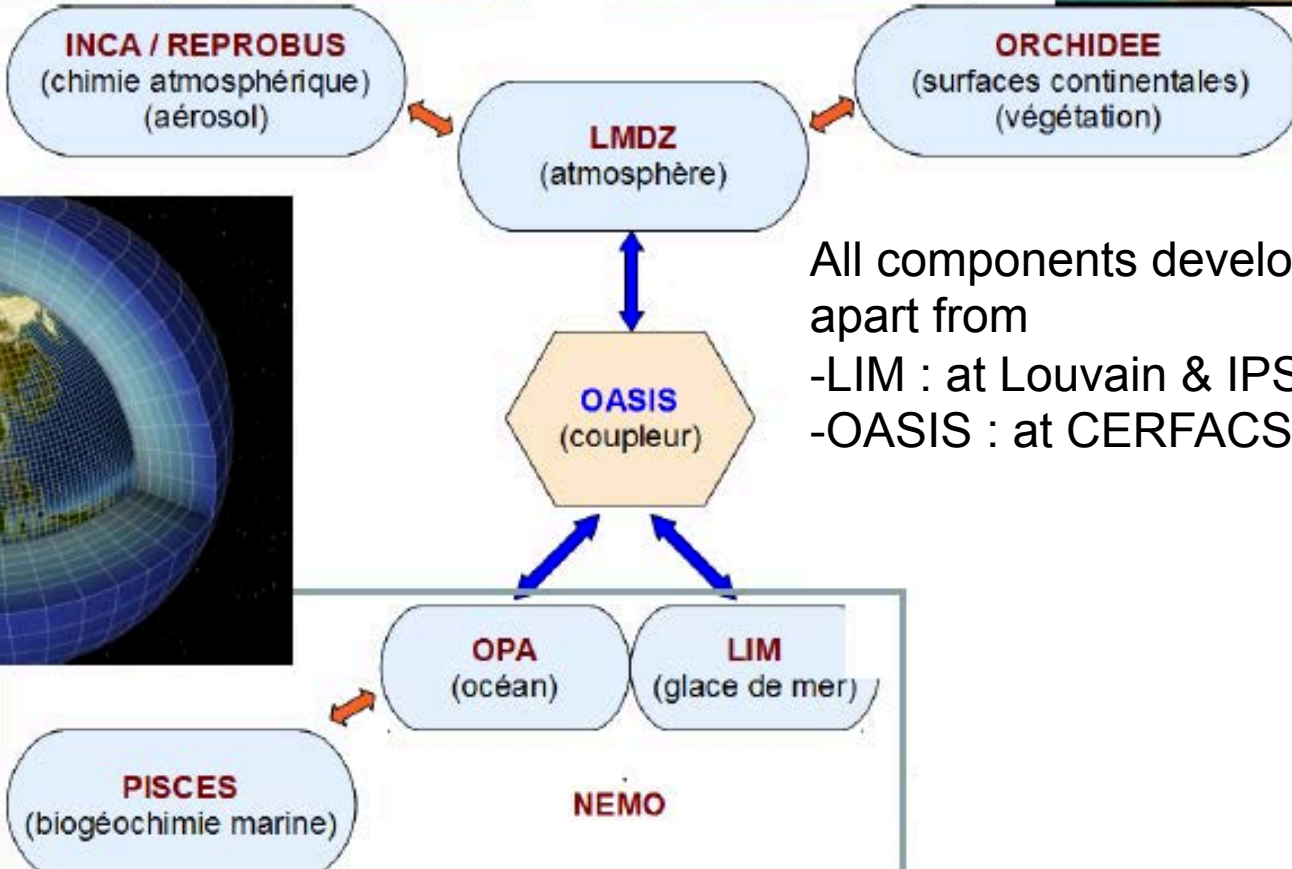 INCA / REPROBUS
(chimie atmosphérique)
(aérosol)
ORCHIDEE
(surfaces continentales)
(végétation)
LMDZ
(atmosphère)
All components develo
apart from
-LIM : at Louvain & IPS
-OASIS : at CERFACS
OASIS
(coupleur)
OPA
(océan)
LIM
(glace de mer)
PISCES
(biogéochimie marine)
NEMO